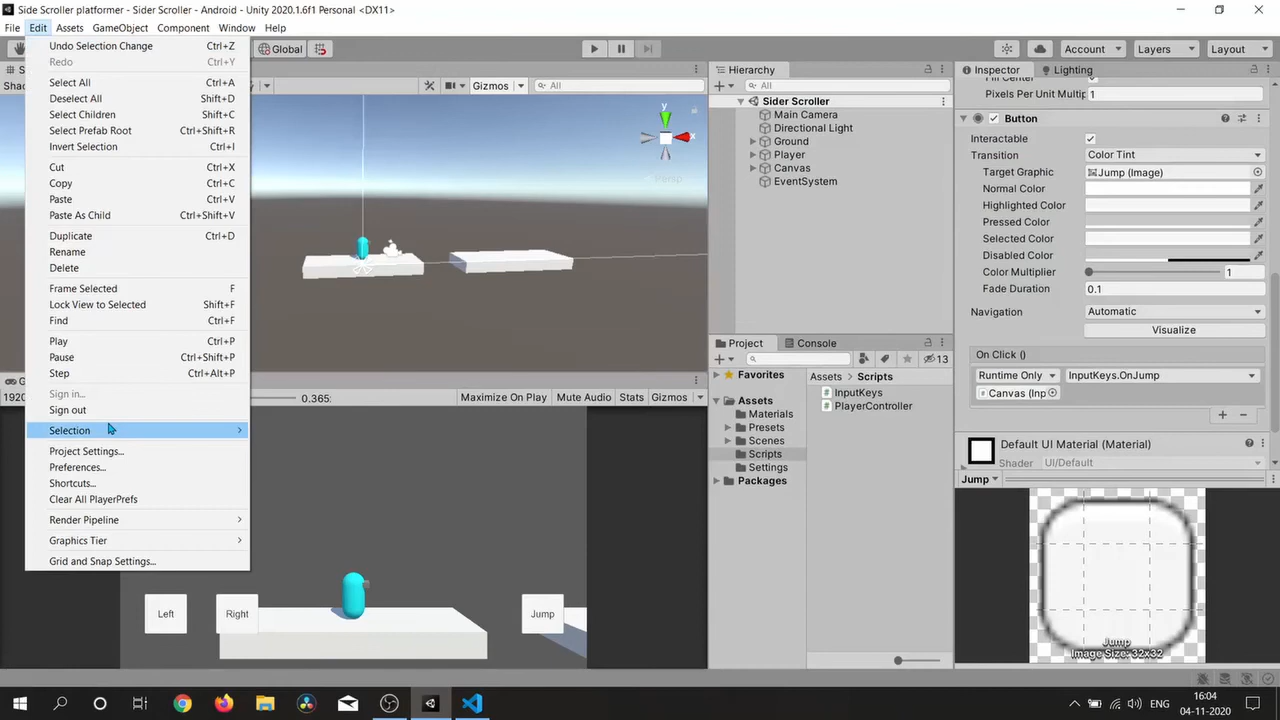 Side Scroller platformer - Sider Scroller - Android - Unity 2020.1.6f1 Personal <DX11>
File Edit Assets GameObject Component Window Help
Global
Account Layers Layout
Undo Selection Change Ctrl+Z
Redo Ctrl+Y
Select All Ctrl+A
Deselect All Shift+D
Select Children Shift+C
Select Prefab Root Ctrl+Shift+R
Invert Selection Ctrl+I
Cut Ctrl+X
Copy Ctrl+C
Paste Ctrl+V
Paste As Child Ctrl+Shift+V
Duplicate Ctrl+D
Rename
Delete
Frame Selected F
Lock View to Selected Shift+F
Find Ctrl+F
Play Ctrl+P
Pause Ctrl+Shift+P
Step Ctrl+Alt+P
Sign in...
Sign out
Selection
Project Settings...
Preferences...
Shortcuts...
Clear All PlayerPrefs
Render Pipeline
Graphics Tier
Grid and Snap Settings...
Gizmos All
y
x
Persp
0.365:
Maximize On Play Mute Audio Stats Gizmos
1920
Left Right Jump
Hierarchy
All
Sider Scroller
Main Camera
Directional Light
Ground
Player
Canvas
EventSystem
Project Console
13
Favorites
Assets
Materials
Presets
Scenes
Scripts
Settings
Packages
Assets > Scripts
InputKeys
PlayerController
Inspector Lighting
Fill Center
Pixels Per Unit Multip 1
Button
Interactable
Transition Color Tint
Target Graphic Jump (Image)
Normal Color
Highlighted Color
Pressed Color
Selected Color
Disabled Color
Color Multiplier 1
Fade Duration 0.1
Navigation Automatic
Visualize
On Click ()
Runtime Only InputKeys.OnJump
Canvas (Inp
Default UI Material (Material)
Shader UI/Default
Jump
Jump
Image Size: 32x32
ENG
16:04
04-11-2020